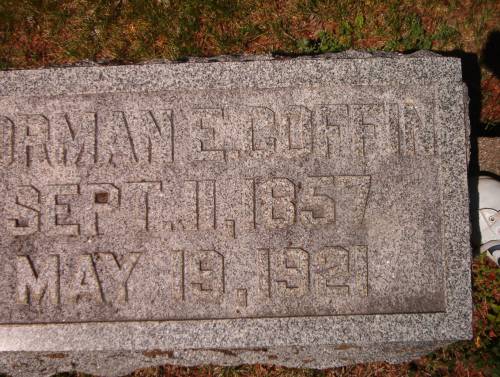 ORMAN E. COFFIN
SEPT. 11, 1857
MAY 19, 1921